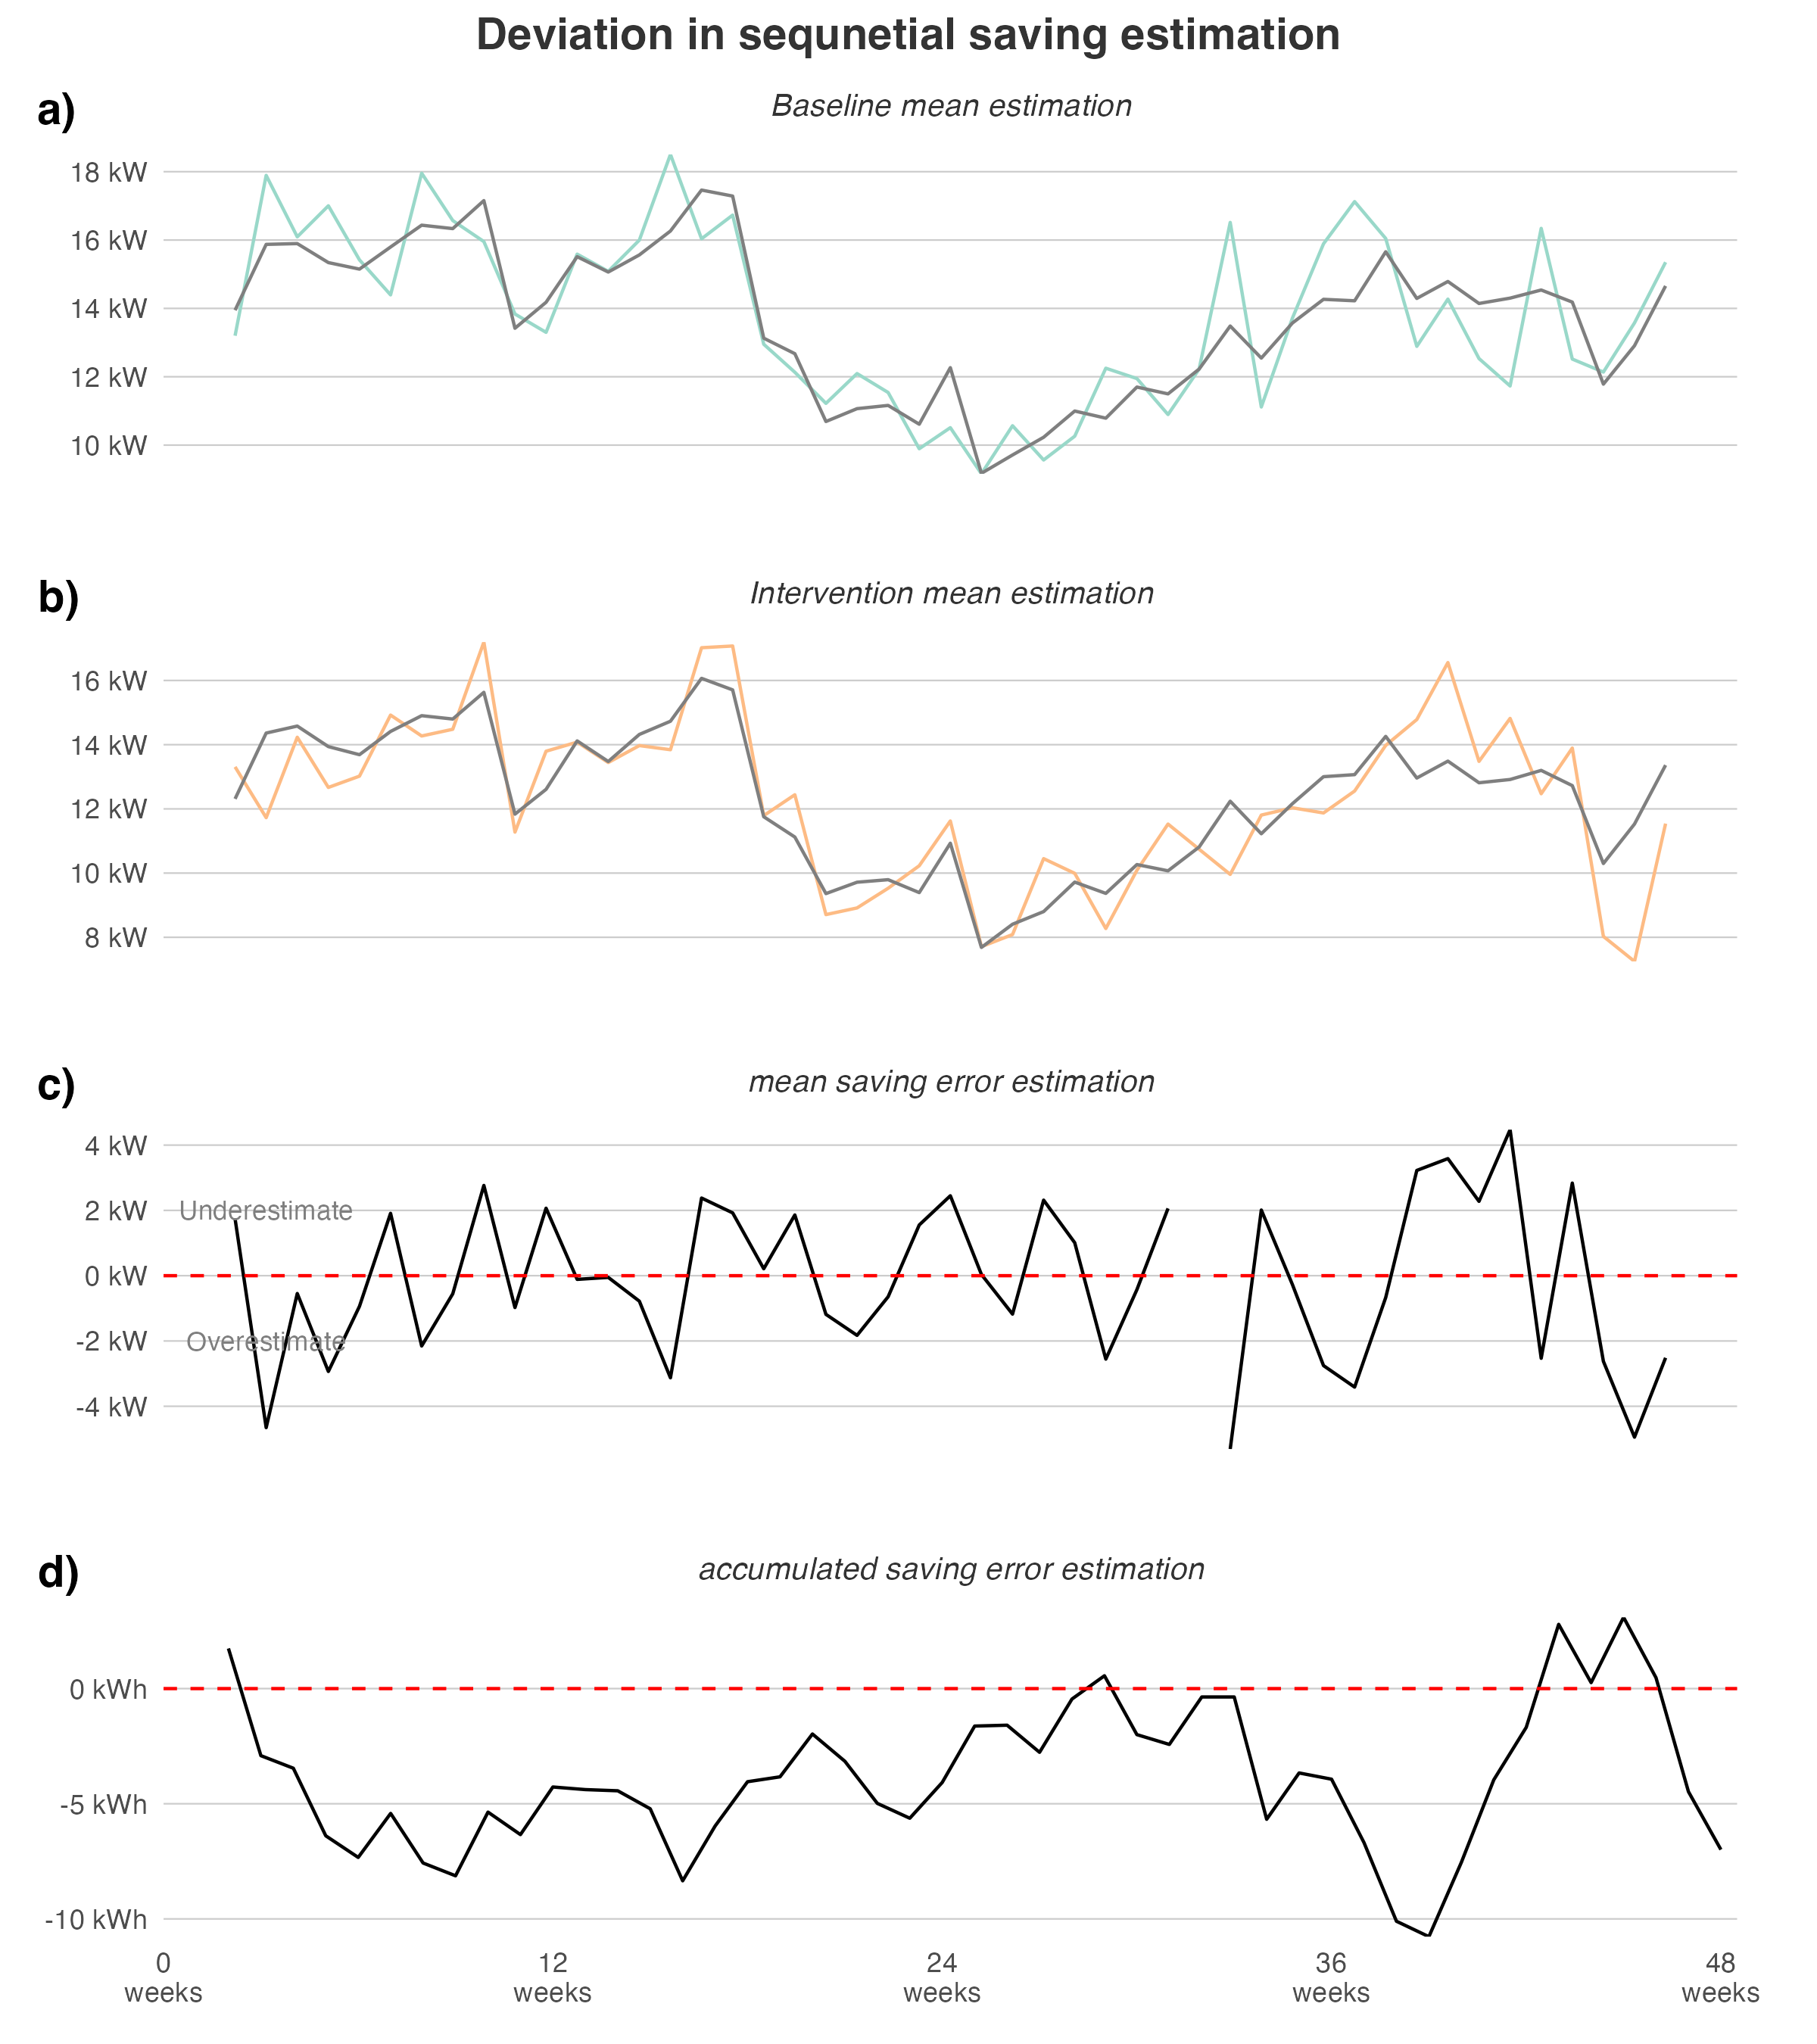 Deviation in sequnetial saving estimation
a)
Baseline mean estimation
18 kW
16 kW
14 kW
12 kW
10 kW
b)
Intervention mean estimation
16 kW
14 kW
12 kW
10 kW
8 kW
c)
mean saving error estimation
4 kW
2 kW
Underestimate
0 kW
-2 kW
Overestimate
-4 kW
d)
accumulated saving error estimation
0 kWh
-5 kWh
-10 kWh
0 12 24 36 48
weeks weeks weeks weeks weeks